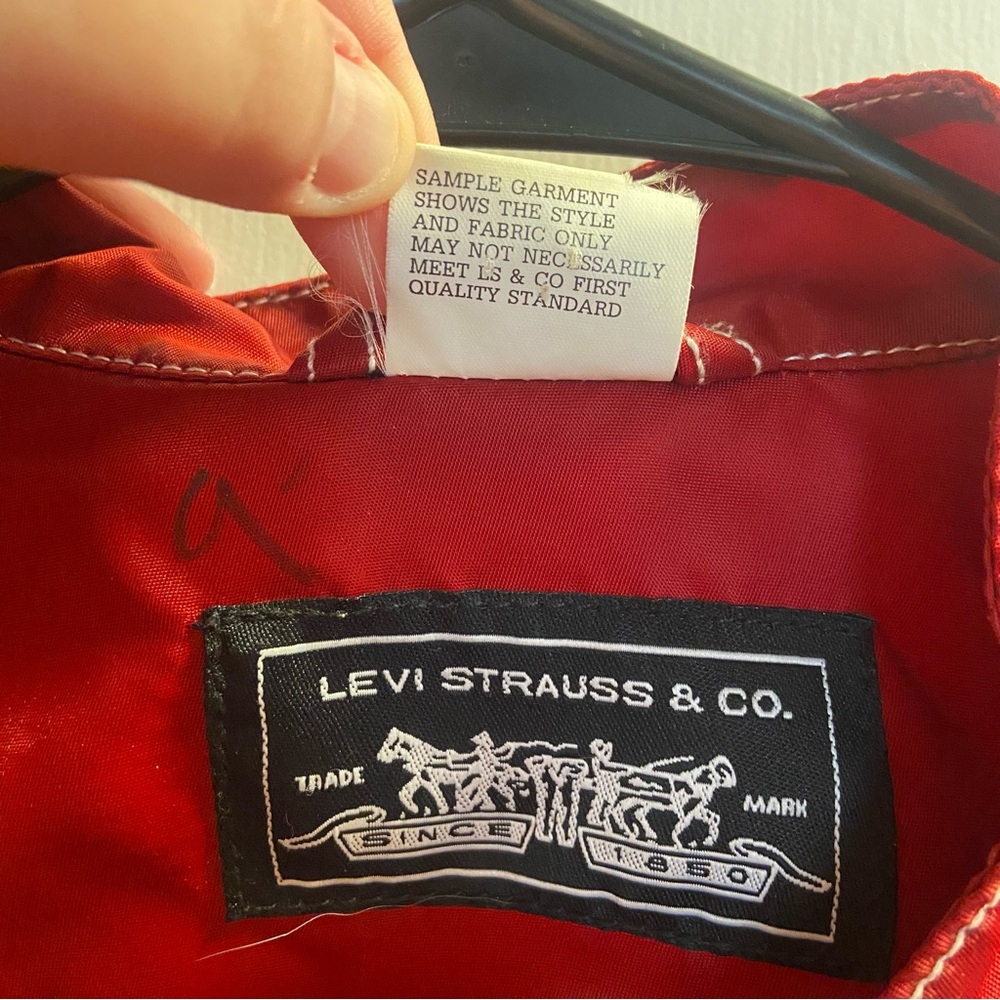 SAMPLE GARMENT
SHOWS THE STYLE
AND FABRIC ONLY
MAY NOT NECESSARILY
MEET LS & CO FIRST
QUALITY STANDARD
a
LEVI STRAUSS & CO.
TRADE MARK
SINCE 1850